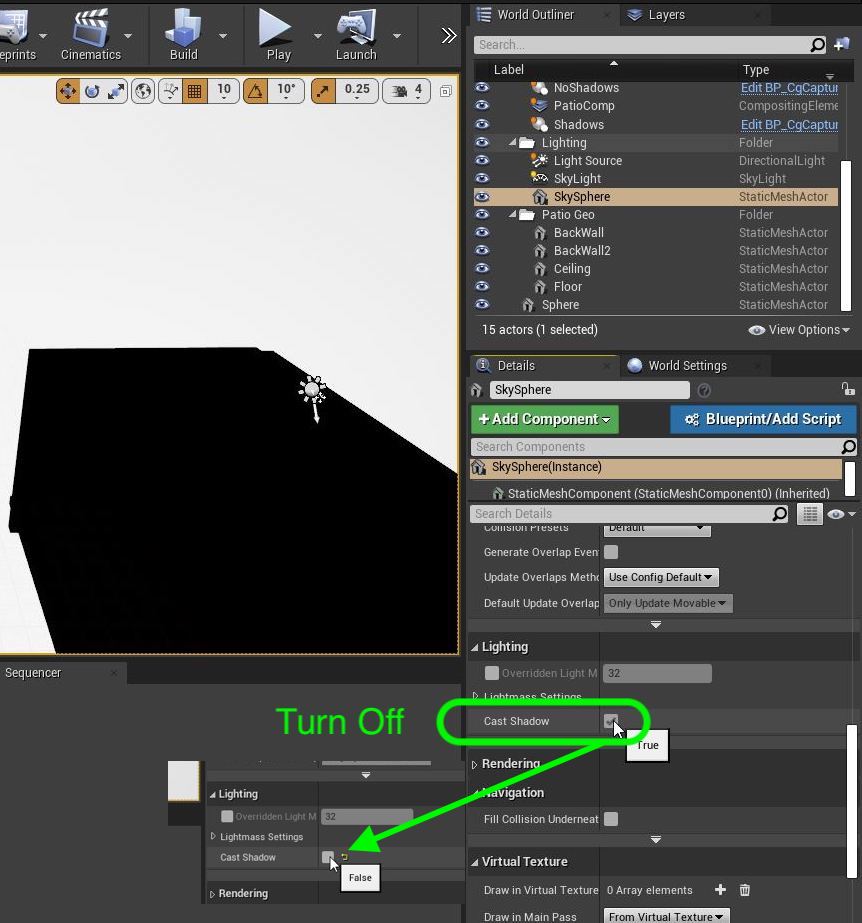 eprints
Cinematics
Build
Play
Launch
10
10°
0.25
4
World Outliner
Layers
Search...
Label
Type
NoShadows
Edit BP_CgCaptur
PatioComp
CompositingEleme
Shadows
Edit BP_CgCaptur
Lighting
Folder
Light Source
DirectionalLight
SkyLight
SkyLight
SkySphere
StaticMeshActor
Patio Geo
Folder
BackWall
StaticMeshActor
BackWall2
StaticMeshActor
Ceiling
StaticMeshActor
Floor
StaticMeshActor
Sphere
StaticMeshActor
15 actors (1 selected)
View Options
Details
World Settings
SkySphere
+ Add Component
Blueprint/Add Script
Search Components
SkySphere(Instance)
StaticMeshComponent (StaticMeshComponent0) (Inherited)
Search Details
Collision Presets
Default
Generate Overlap Even
Update Overlaps Metho
Use Config Default
Default Update Overlap
Only Update Movable
Lighting
Overridden Light M
32
Lightmass Settings
Cast Shadow
True
Rendering
Navigation
Fill Collision Underneat
Virtual Texture
Draw in Virtual Texture
0 Array elements
Draw in Main Pass
From Virtual Texture
Sequencer
Turn Off
Lighting
Overridden Light M
32
Lightmass Settings
Cast Shadow
False
Rendering